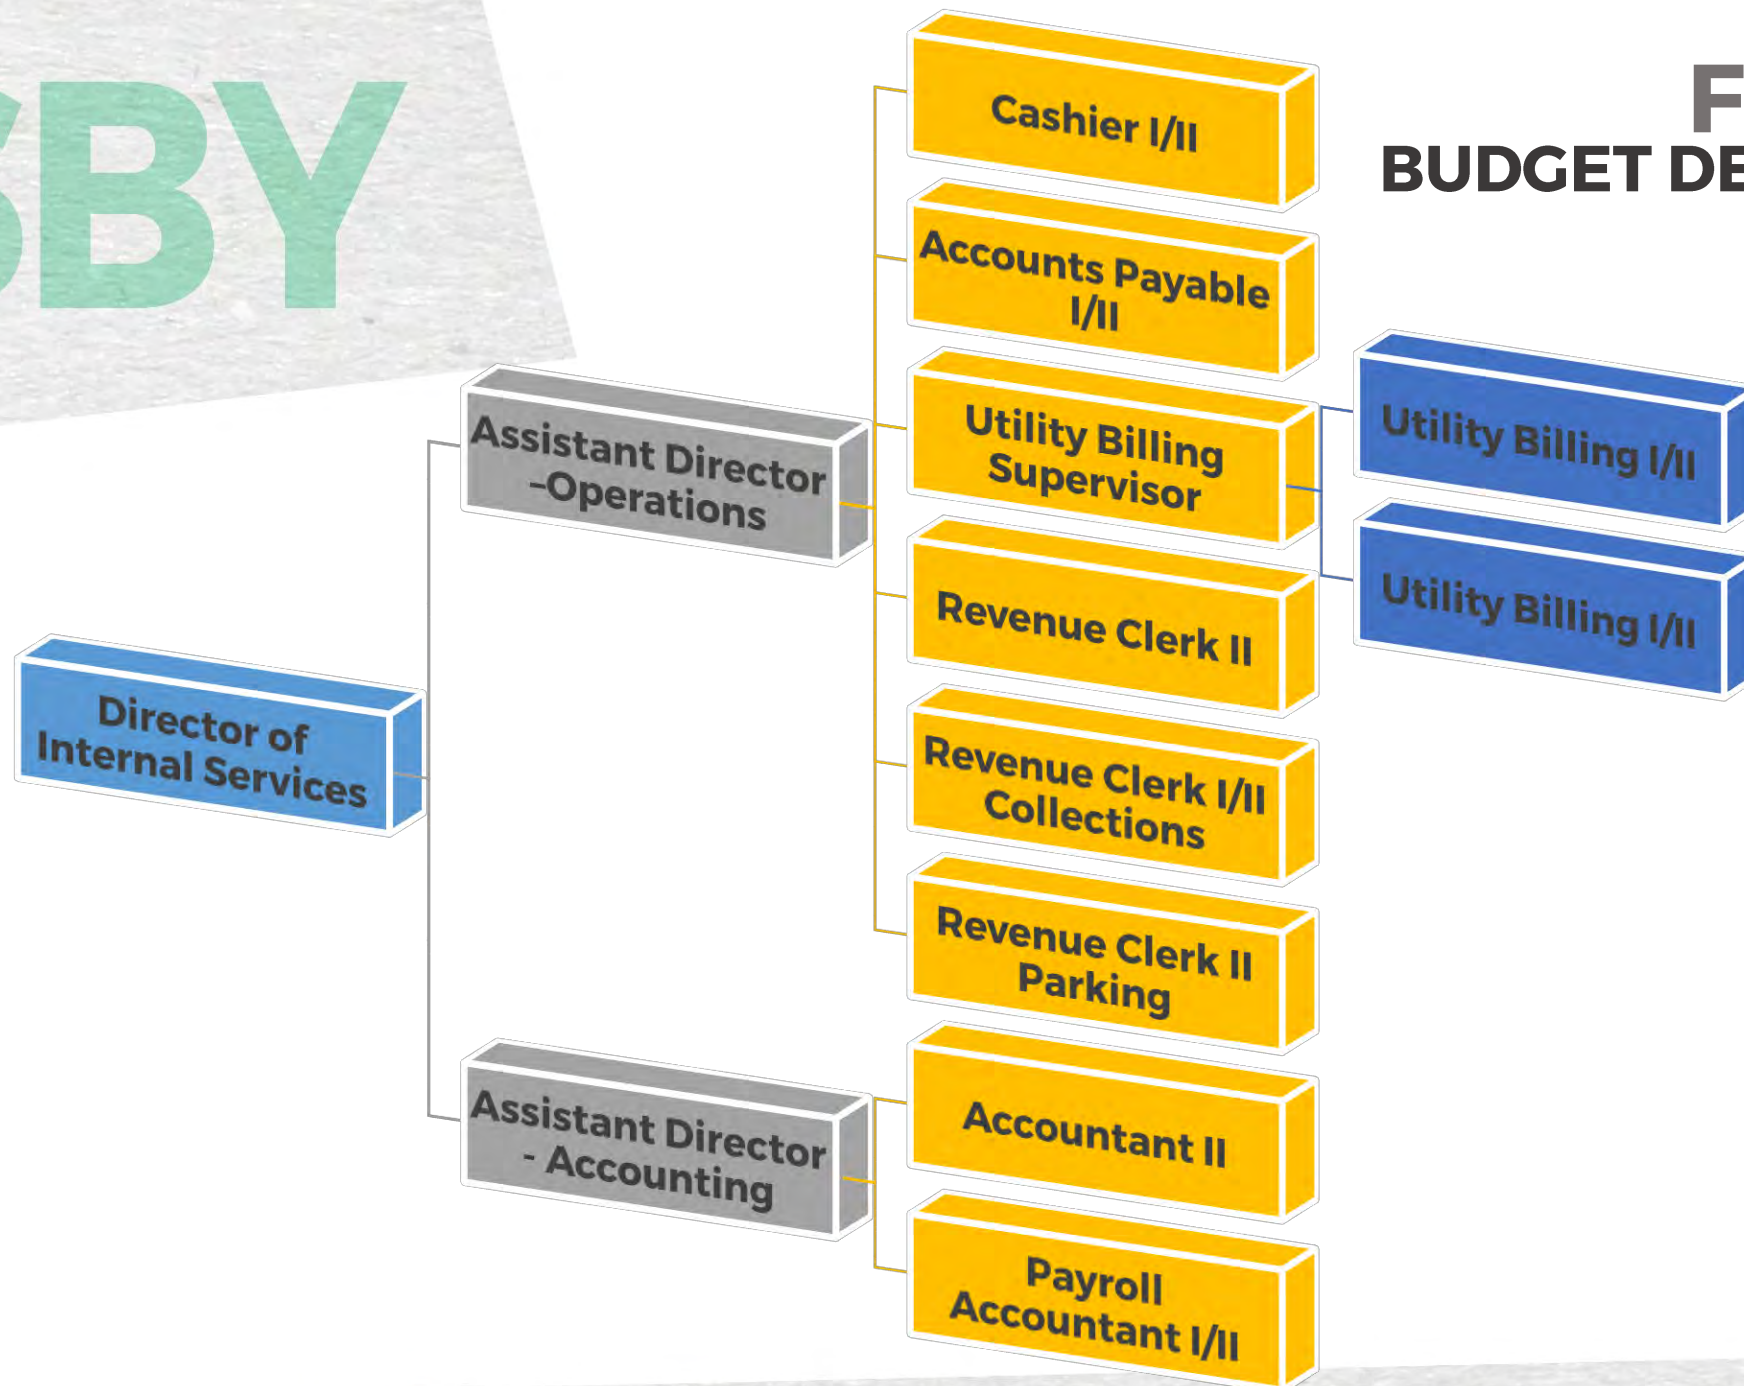 SBY
F
BUDGET DE
Cashier I/II
Accounts Payable
I/II
Utility Billing
Supervisor
Revenue Clerk II
Revenue Clerk I/II
Collections
Revenue Clerk II
Parking
Accountant II
Payroll
Accountant I/II
Utility Billing I/II
Utility Billing I/II
Assistant Director
–Operations
Assistant Director
- Accounting
Director of
Internal Services